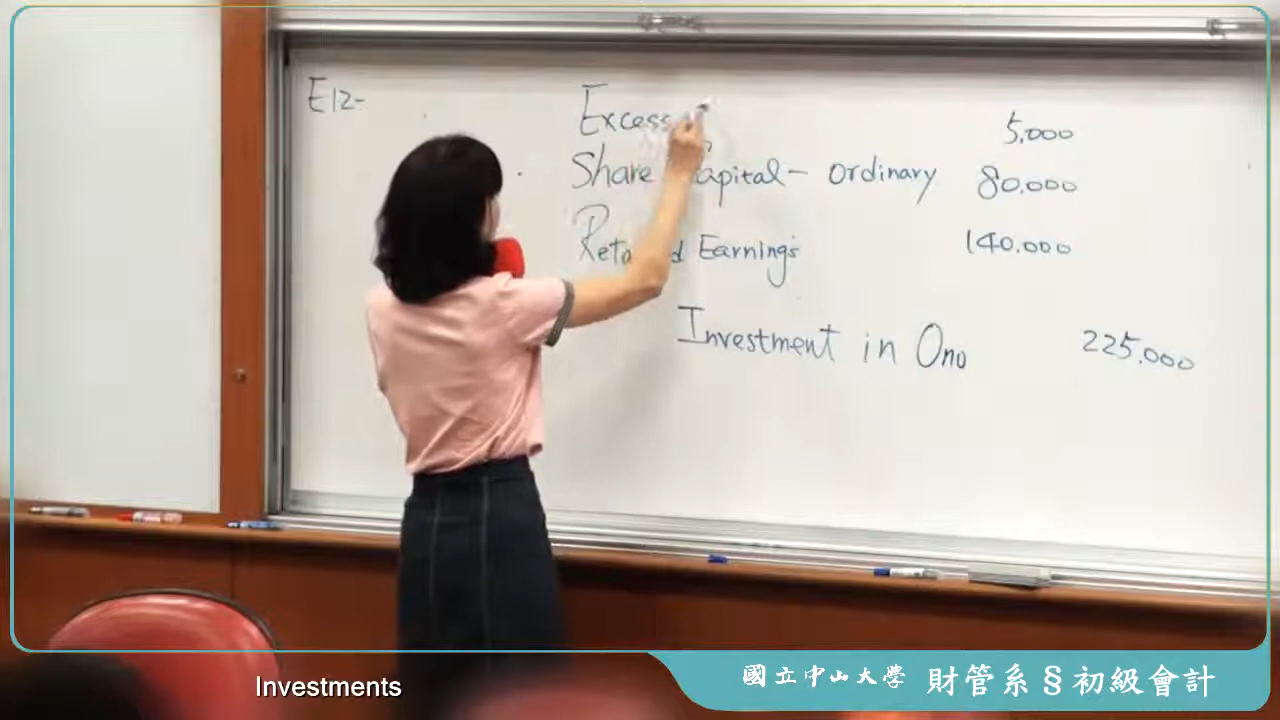 E12-
Excess 5,000
Share Capital - Ordinary 80,000
Earnings 140,000
Investment in Ono 225,000
Investments
國立中山大學 財管系§初級會計